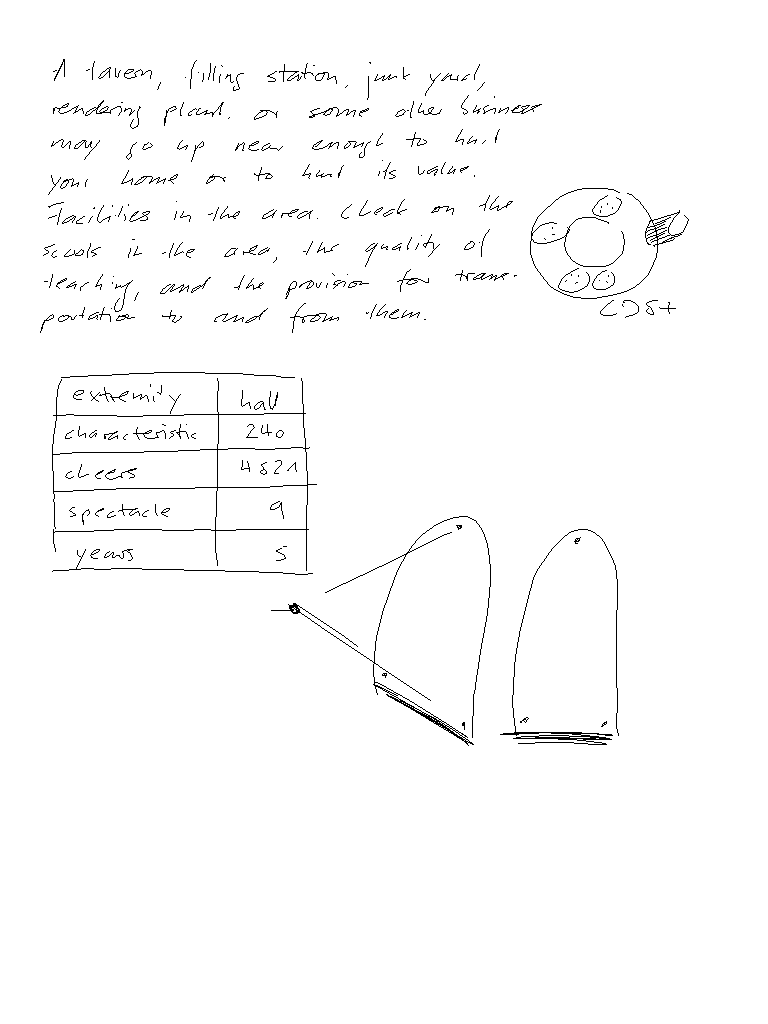 A tavern, filling station, junk yard,
rendering plant, or some other business
may go up near enough to hurt
your home or to hurt its value.
Facilities in the area. Check on the
scools in the area, the quality of
teaching, and the provision for trans-
portation to and from them.
CD8+
extremity hall
characteristic 240
cheers 4821
spectacle 9
years 5